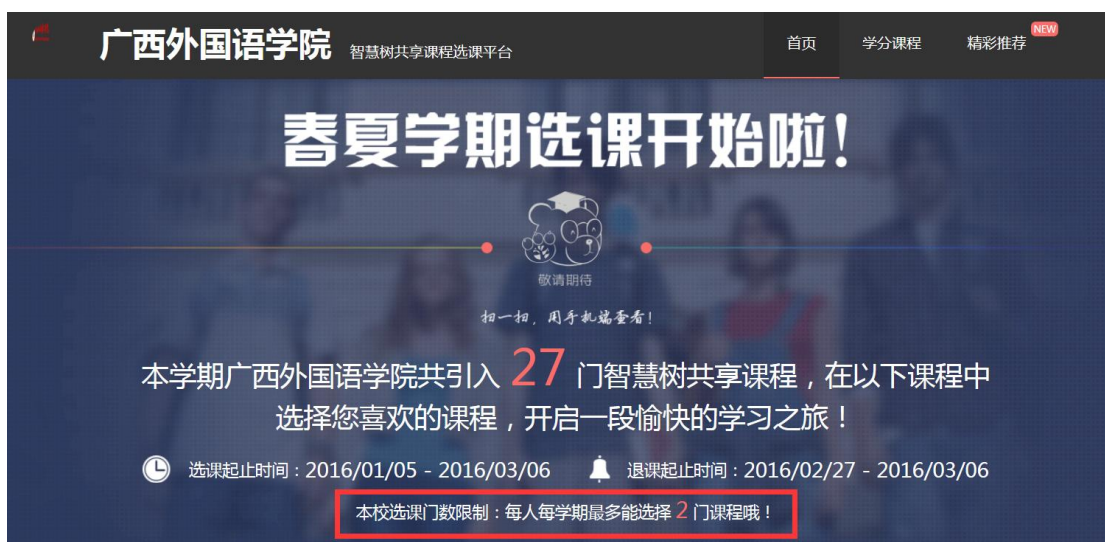 广西外国语学院 智慧树共享课程选课平台 首页 学分课程 精彩推荐 NEW
春夏学期选课开始啦!
敬请期待
扫一扫,用手机端查看!
本学期广西外国语学院共引入 27 门智慧树共享课程,在以下课程中
选择您喜欢的课程,开启一段愉快的学习之旅!
选课起止时间:2016/01/05 - 2016/03/06 退课起止时间:2016/02/27 - 2016/03/06
本校选课门数限制:每人每学期最多能选择 2 门课程哦!